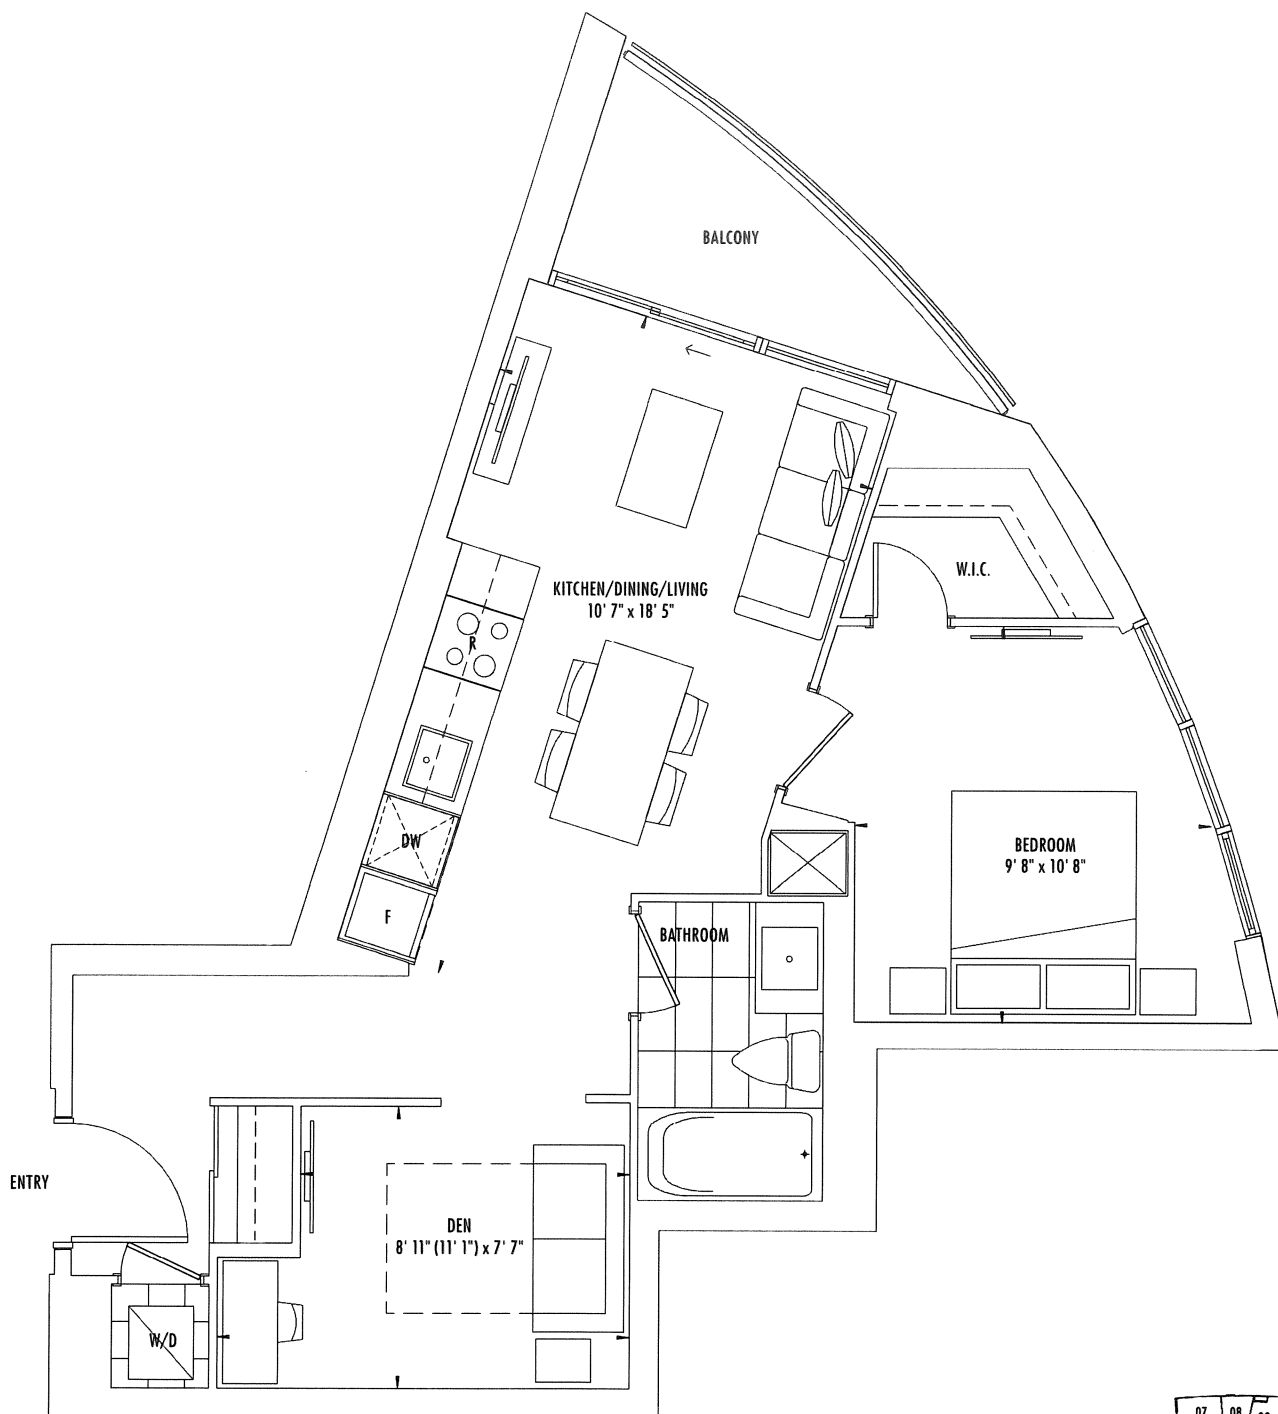 BALCONY
W.I.C.
KITCHEN/DINING/LIVING
10' 7" x 18' 5"
R
DW
BEDROOM
9' 8" x 10' 8"
F
BATHROOM
ENTRY
DEN
8' 11" (11' 1") x 7' 7"
W/D
07 08